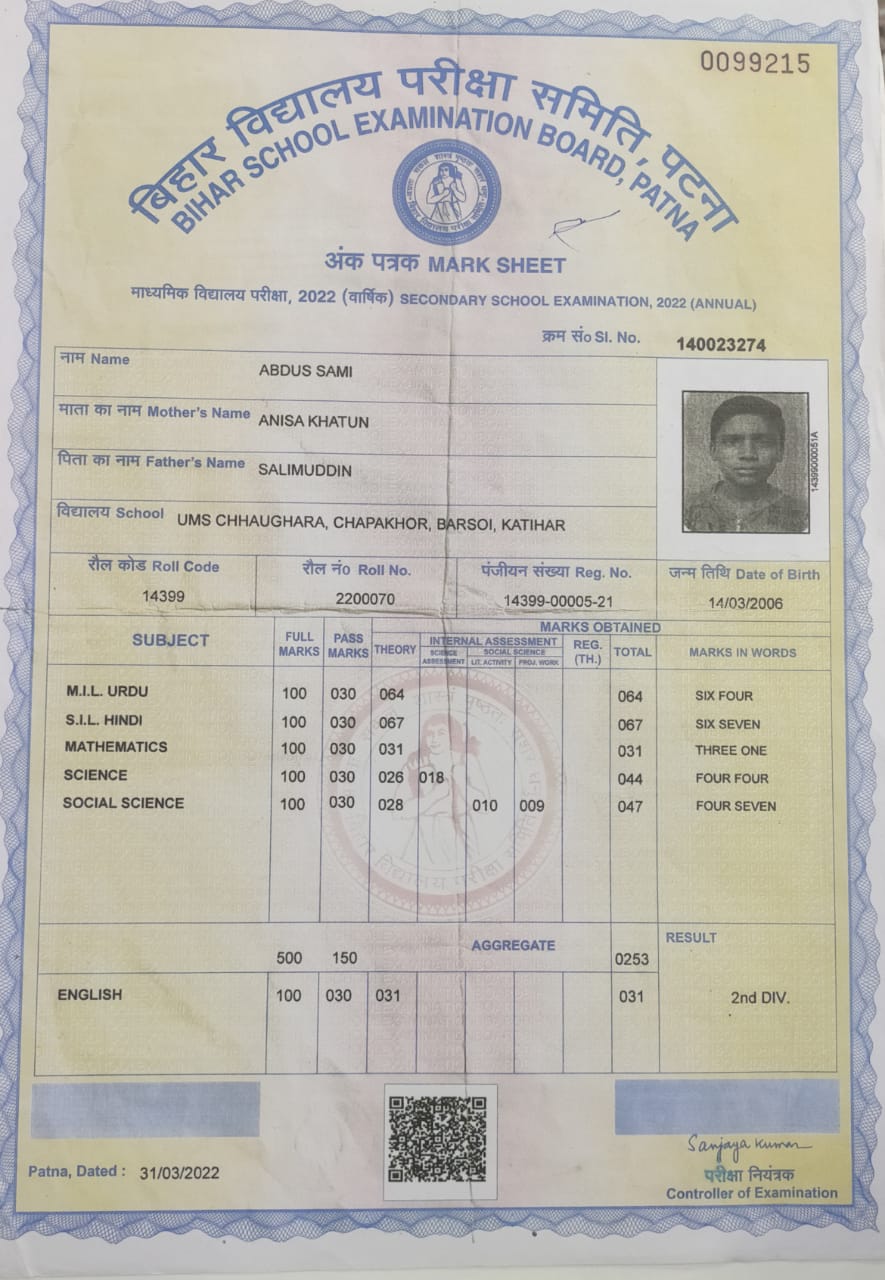 0099215
बिहार विद्यालय परीक्षा समिति, पटना
BIHAR SCHOOL EXAMINATION BOARD, PATNA
अंक पत्रक MARK SHEET
माध्यमिक विद्यालय परीक्षा, 2022 (वार्षिक) SECONDARY SCHOOL EXAMINATION, 2022 (ANNUAL)
क्रम सं० Sl. No. 140023274
नाम Name ABDUS SAMI
माता का नाम Mother's Name ANISA KHATUN
पिता का नाम Father's Name SALIMUDDIN
विद्यालय School UMS CHHAUGHARA, CHAPAKHOR, BARSOI, KATIHAR
143990000051A
रौल कोड Roll Code रौल नं० Roll No. पंजीयन संख्या Reg. No. जन्म तिथि Date of Birth
14399 2200070 14399-00005-21 14/03/2006
SUBJECT FULL MARKS PASS MARKS MARKS OBTAINED
THEORY INTERNAL ASSESSMENT REG. (TH.) TOTAL MARKS IN WORDS
SCIENCE ASSESSMENT SOCIAL SCIENCE
LIT. ACTIVITY PROJ. WORK
M.I.L. URDU 100 030 064 064 SIX FOUR
S.I.L. HINDI 100 030 067 067 SIX SEVEN
MATHEMATICS 100 030 031 031 THREE ONE
SCIENCE 100 030 026 018 044 FOUR FOUR
SOCIAL SCIENCE 100 030 028 010 009 047 FOUR SEVEN
500 150 AGGREGATE 0253 RESULT
ENGLISH 100 030 031 031 2nd DIV.
Patna, Dated : 31/03/2022
Sanjaya Kumar
परीक्षा नियंत्रक
Controller of Examination